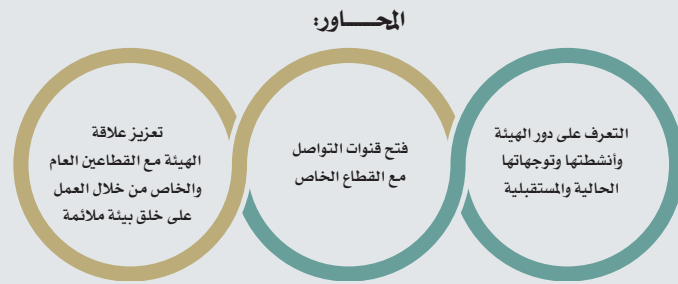 المحـــــاور:
التعرف على دور الهيئة
وأنشطتها وتوجهاتها
الحالية والمستقبلية
فتح قنوات التواصل
مع القطاع الخاص
تعزيز علاقة
الهيئة مع القطاعين العام
والخاص من خلال العمل
على خلق بيئة ملائمة